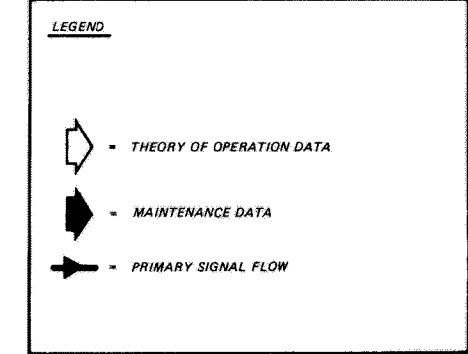 LEGEND
= THEORY OF OPERATION DATA
= MAINTENANCE DATA
= PRIMARY SIGNAL FLOW